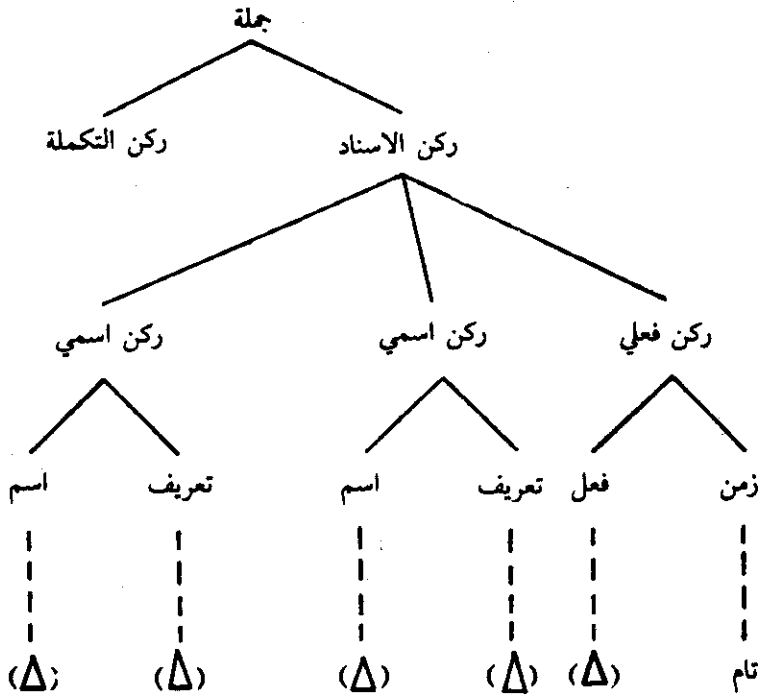 جملة
ركن الاسناد ركن التكملة
ركن فعلي ركن اسمي ركن اسمي
زمن فعل تعريف اسم تعريف اسم
تام (Δ) (Δ) (Δ) (Δ) (Δ)